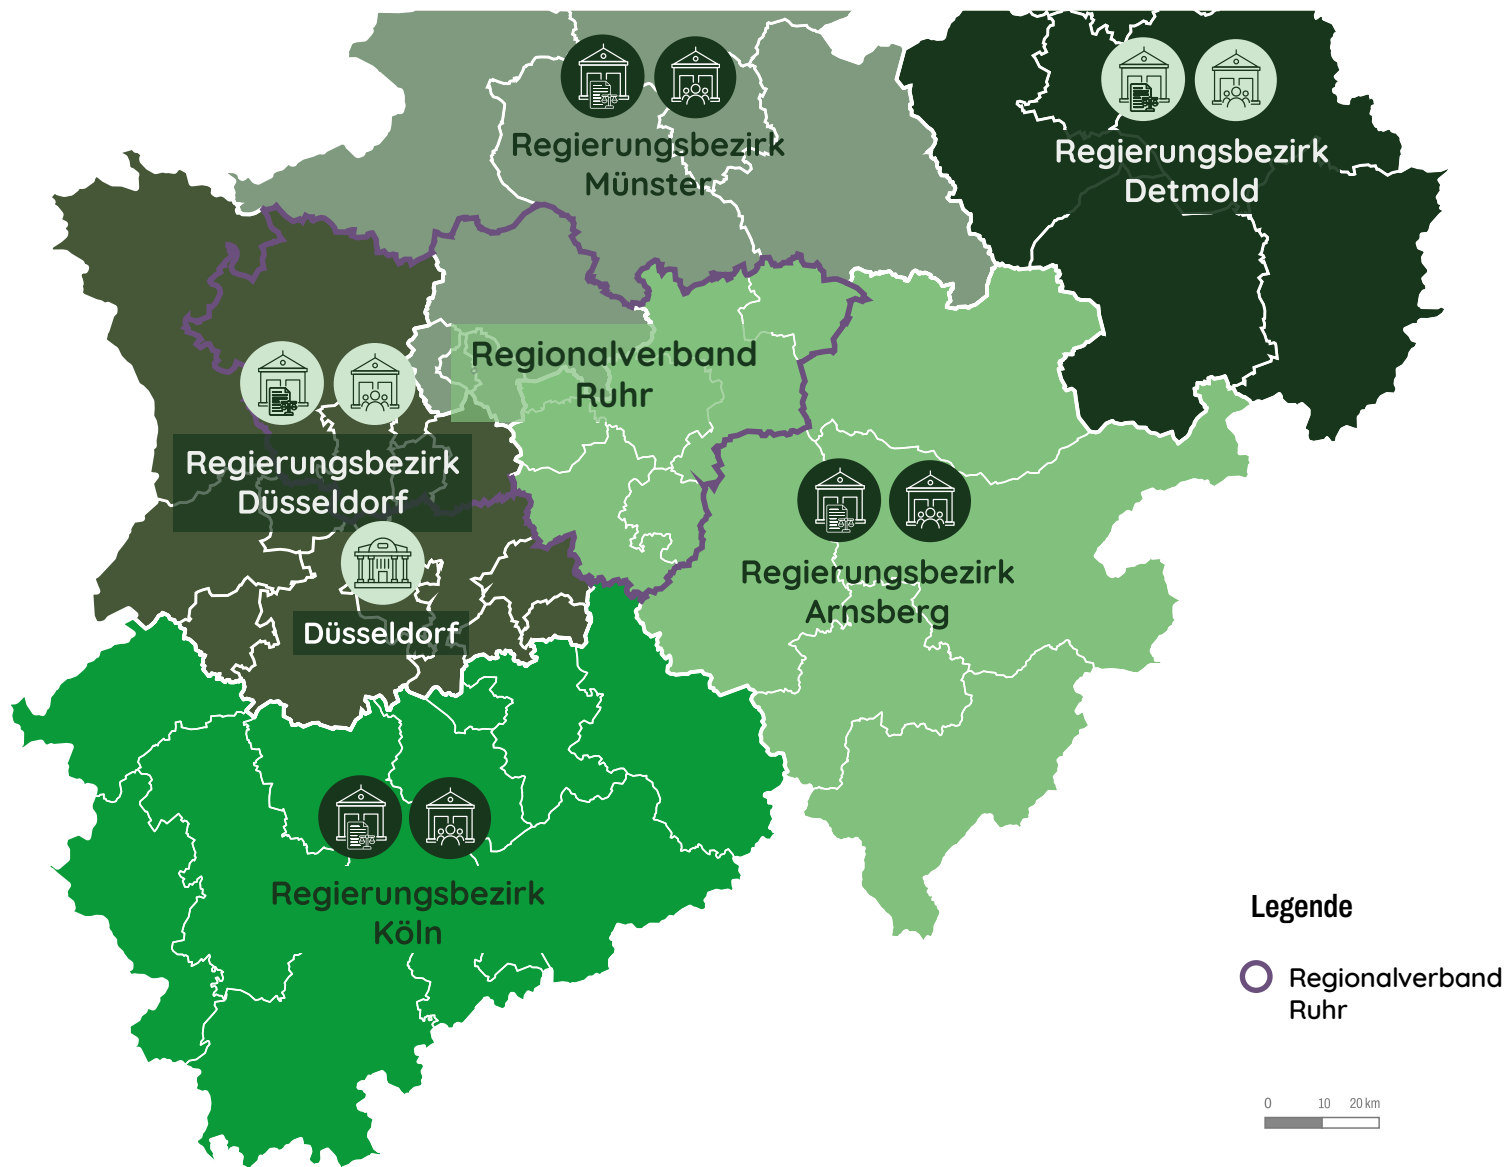 Regierungsbezirk
Münster
Regierungsbezirk
Detmold
Regionalverband
Ruhr
Regierungsbezirk
Düsseldorf
Regierungsbezirk
Arnsberg
Düsseldorf
Regierungsbezirk
Köln
Legende
Regionalverband
Ruhr
0 10 20 km